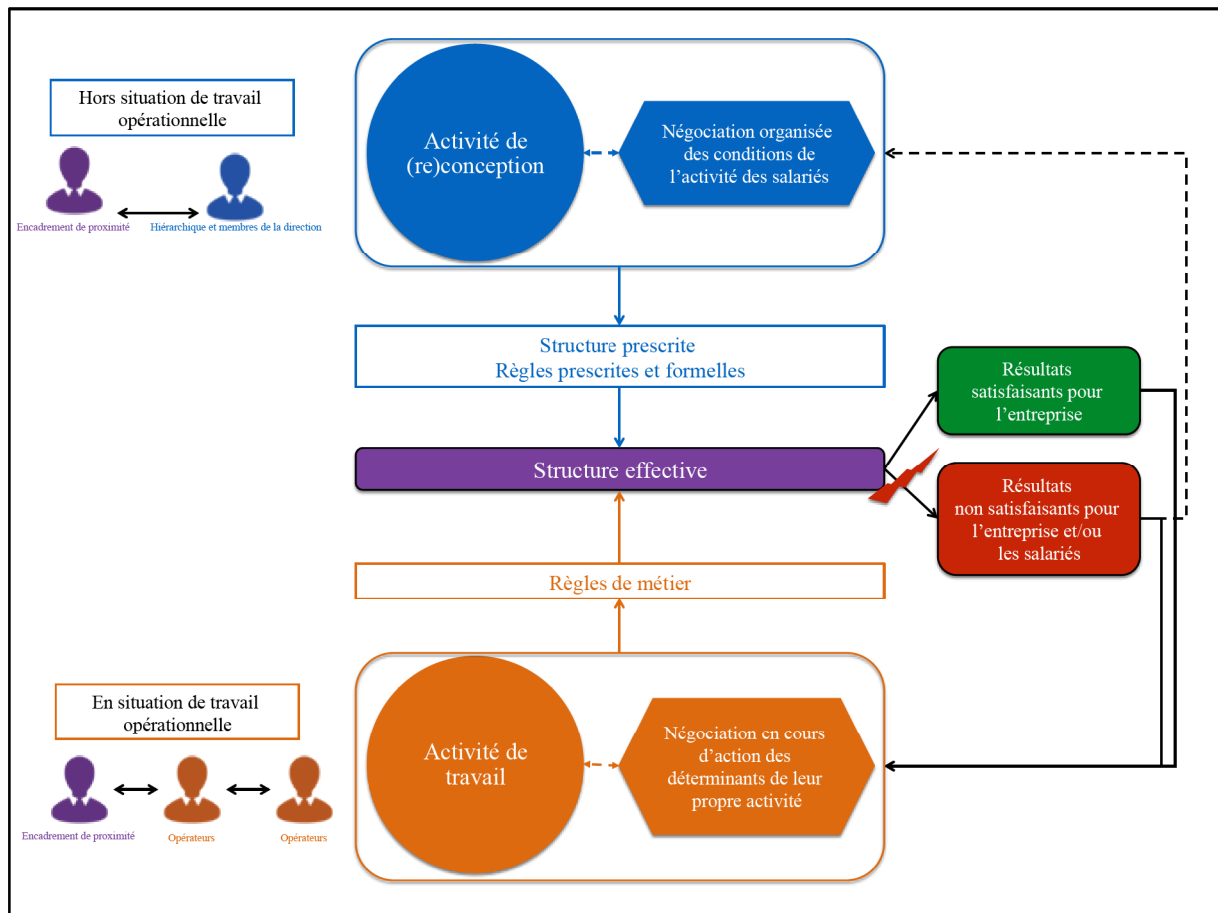 Hors situation de travail
opérationnelle
Encadrement de proximité
Hiérarchique et membres de la direction
Activité de
(re)conception
Négociation organisée
des conditions de
l’activité des salariés
Structure prescrite
Règles prescrites et formelles
Structure effective
Résultats
satisfaisants pour
l’entreprise
Résultats
non satisfaisants pour
l’entreprise et/ou
les salariés
Règles de métier
En situation de travail
opérationnelle
Encadrement de proximité
Opérateurs
Opérateurs
Activité de
travail
Négociation en cours
d’action des
déterminants de leur
propre activité